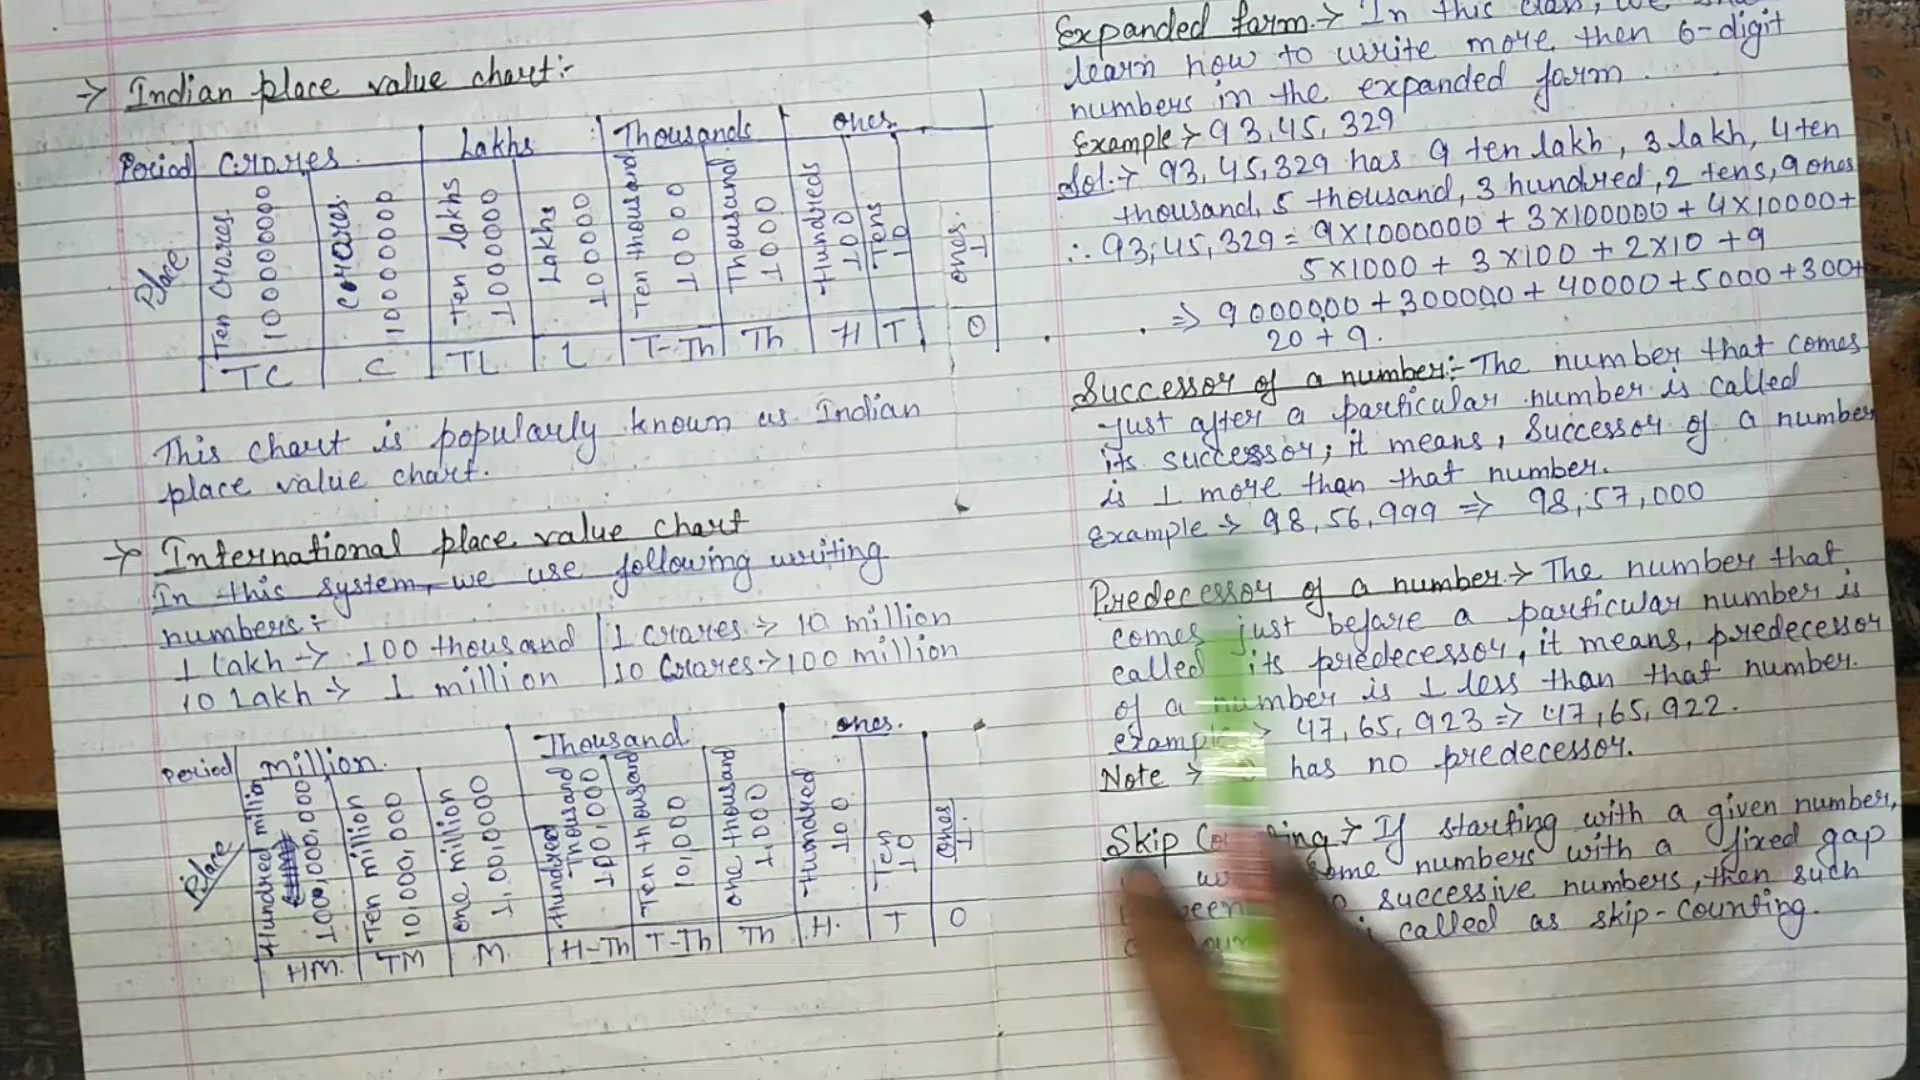 → Indian place value chart:-
Period Crores Lakhs Thousands ones.
Place
Ten Crores 100000000
Crores. 10000000
Ten lakhs 1000000
Lakhs 100000
Ten thousand 10000
Thousand 1000
Hundreds 100
Tens 10
ones. 1
TC C TL L T-Th Th H T O
This chart is popularly known as Indian
place value chart.
→ International place value chart
In this system, we use following writing
numbers:-
1 Lakh → 100 thousand | 1 Crares → 10 million
10 Lakh → 1 million | 10 Crares → 100 million
Period million. Thousand ones.
Place
Hundred million 100,000,000
Ten million 10,000,000
one million 1,00,0000
Hundred Thousand 100,000
Ten thousand 10,000
one thousand 1,000
Hundred 100
Ten 10
ones 1.
HM. TM M. H-Th T-Th Th H. T O
Expanded form.→ In this class, we
learn how to write more then 6-digit
numbers in the expanded form
Example → 93,45,329
Sol.→ 93,45,329 has 9 ten lakh, 3 lakh, 4 ten
thousand, 5 thousand, 3 hundred, 2 tens, 9 ones
∴ 93,45,329 = 9×1000000 + 3×100000 + 4×10000+
5×1000 + 3×100 + 2×10 + 9
⇒ 9000000 + 300000 + 40000 + 5000 + 300+
20 + 9.
Successor of a number:- The number that comes
just after a particular number is called
its successor; it means, Successor of a number
is 1 more than that number.
Example → 98,56,999 ⇒ 98,57,000
Predecessor of a number.→ The number that
comes just before a particular number is
called its predecessor, it means, predecessor
of a number is 1 less than that number.
example → 47,65,923 ⇒ 47,65,922.
Note → has no predecessor.
Skip → If starting with a given number,
some numbers with a fixed gap
successive numbers, then such
called as skip-counting.